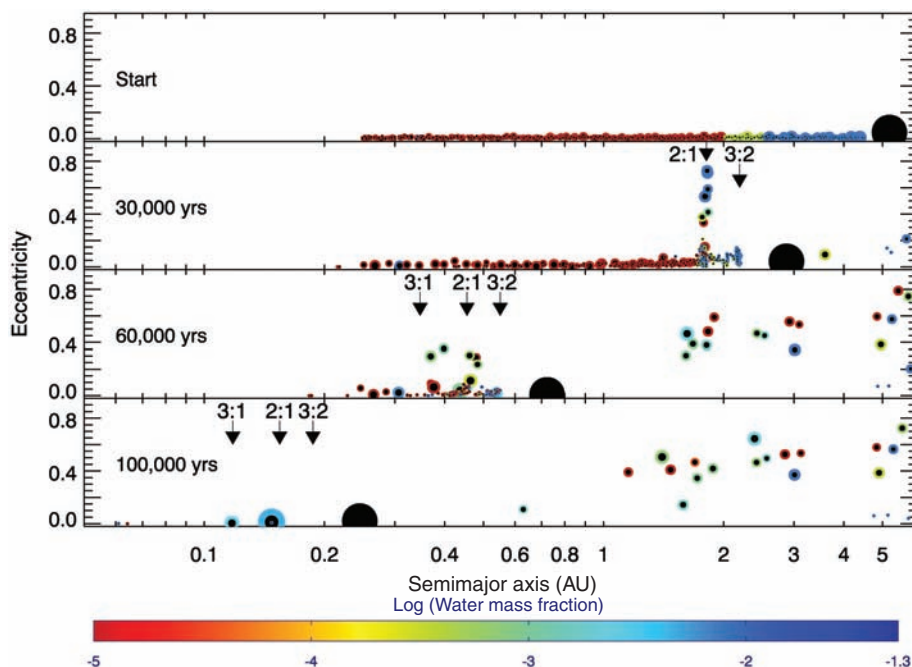 0.8
0.4
0.0
Start
0.8
0.4
0.0
30,000 yrs
2:1 3:2
0.8
0.4
0.0
60,000 yrs
3:1 2:1 3:2
0.8
0.4
0.0
100,000 yrs
3:1 2:1 3:2
Eccentricity
0.1 0.2 0.4 0.6 0.8 1 2 3 4 5
Semimajor axis (AU)
Log (Water mass fraction)
-5 -4 -3 -2 -1.3